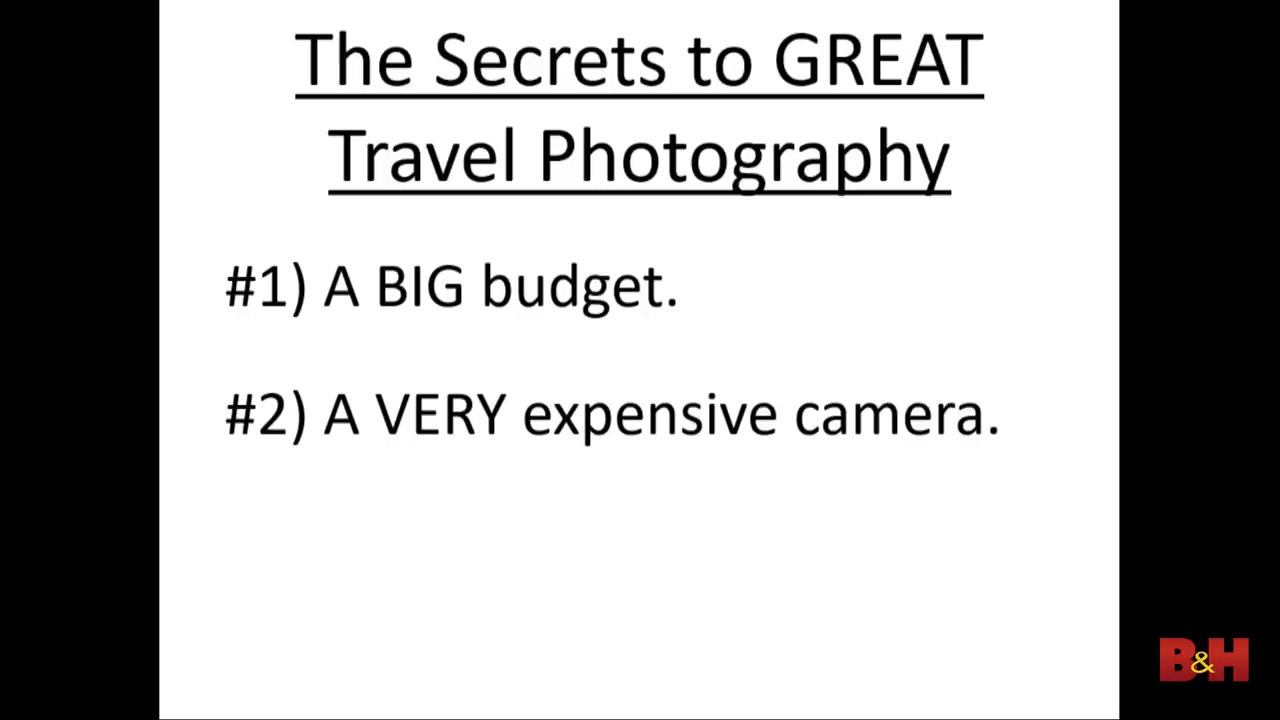 The Secrets to GREAT
Travel Photography
#1) A BIG budget.
#2) A VERY expensive camera.
B&H